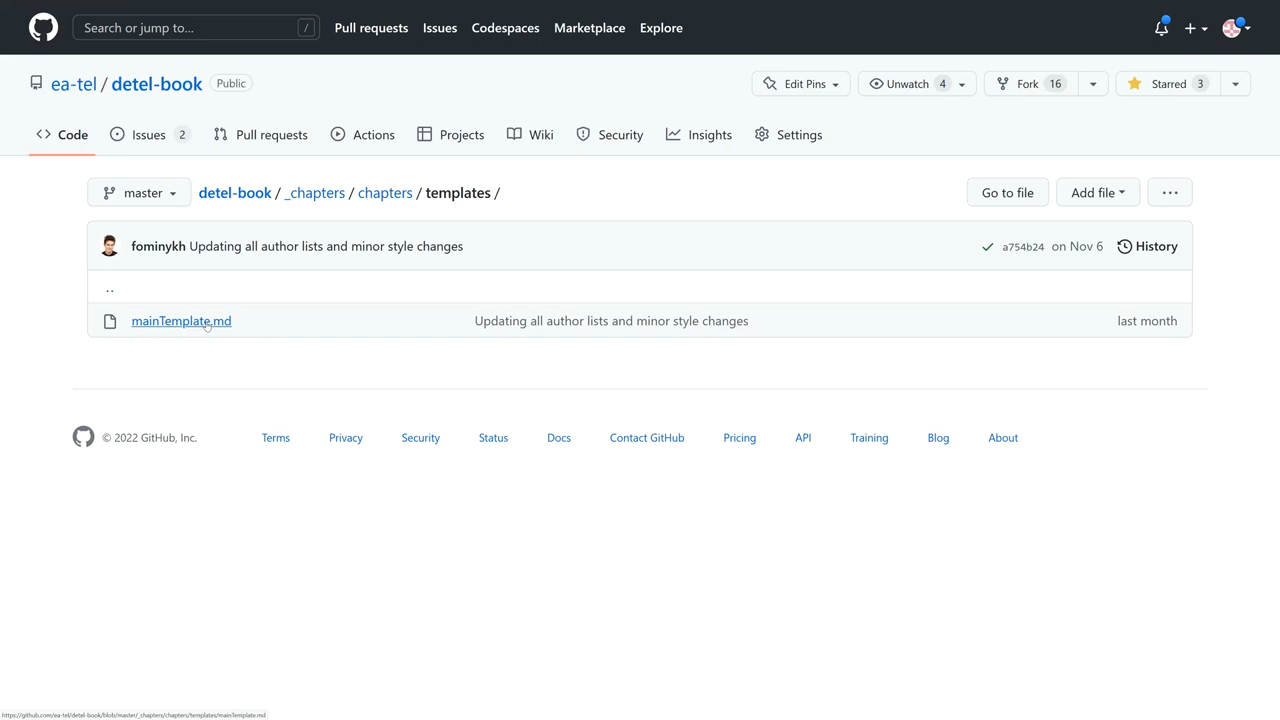 Search or jump to... /
Pull requests Issues Codespaces Marketplace Explore
ea-tel / detel-book Public
Edit Pins Unwatch 4 Fork 16 Starred 3
Code Issues 2 Pull requests Actions Projects Wiki Security Insights Settings
master detel-book / _chapters / chapters / templates / Go to file Add file ...
fominykh Updating all author lists and minor style changes a754b24 on Nov 6 History
..
mainTemplate.md Updating all author lists and minor style changes last month
© 2022 GitHub, Inc. Terms Privacy Security Status Docs Contact GitHub Pricing API Training Blog About
https://github.com/ea-tel/detel-book/blob/master/_chapters/chapters/templates/mainTemplate.md